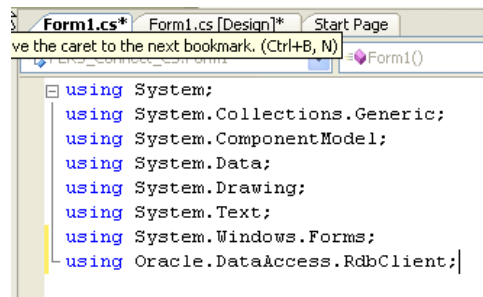 Form1.cs* Form1.cs [Design]* Start Page
ve the caret to the next bookmark. (Ctrl+B, N)
Form1()
using System;
using System.Collections.Generic;
using System.ComponentModel;
using System.Data;
using System.Drawing;
using System.Text;
using System.Windows.Forms;
using Oracle.DataAccess.RdbClient;